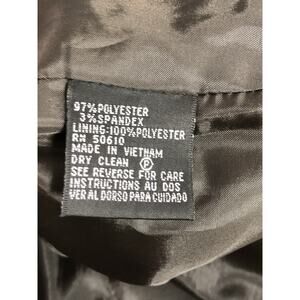 97%POLYESTER
3%SPANDEX
LINING:100%POLYESTER
RN 50610
MADE IN VIETNAM
DRY CLEAN Ⓟ
SEE REVERSE FOR CARE
INSTRUCTIONS AU DOS
VER AL DORSO PARA CUIDADO